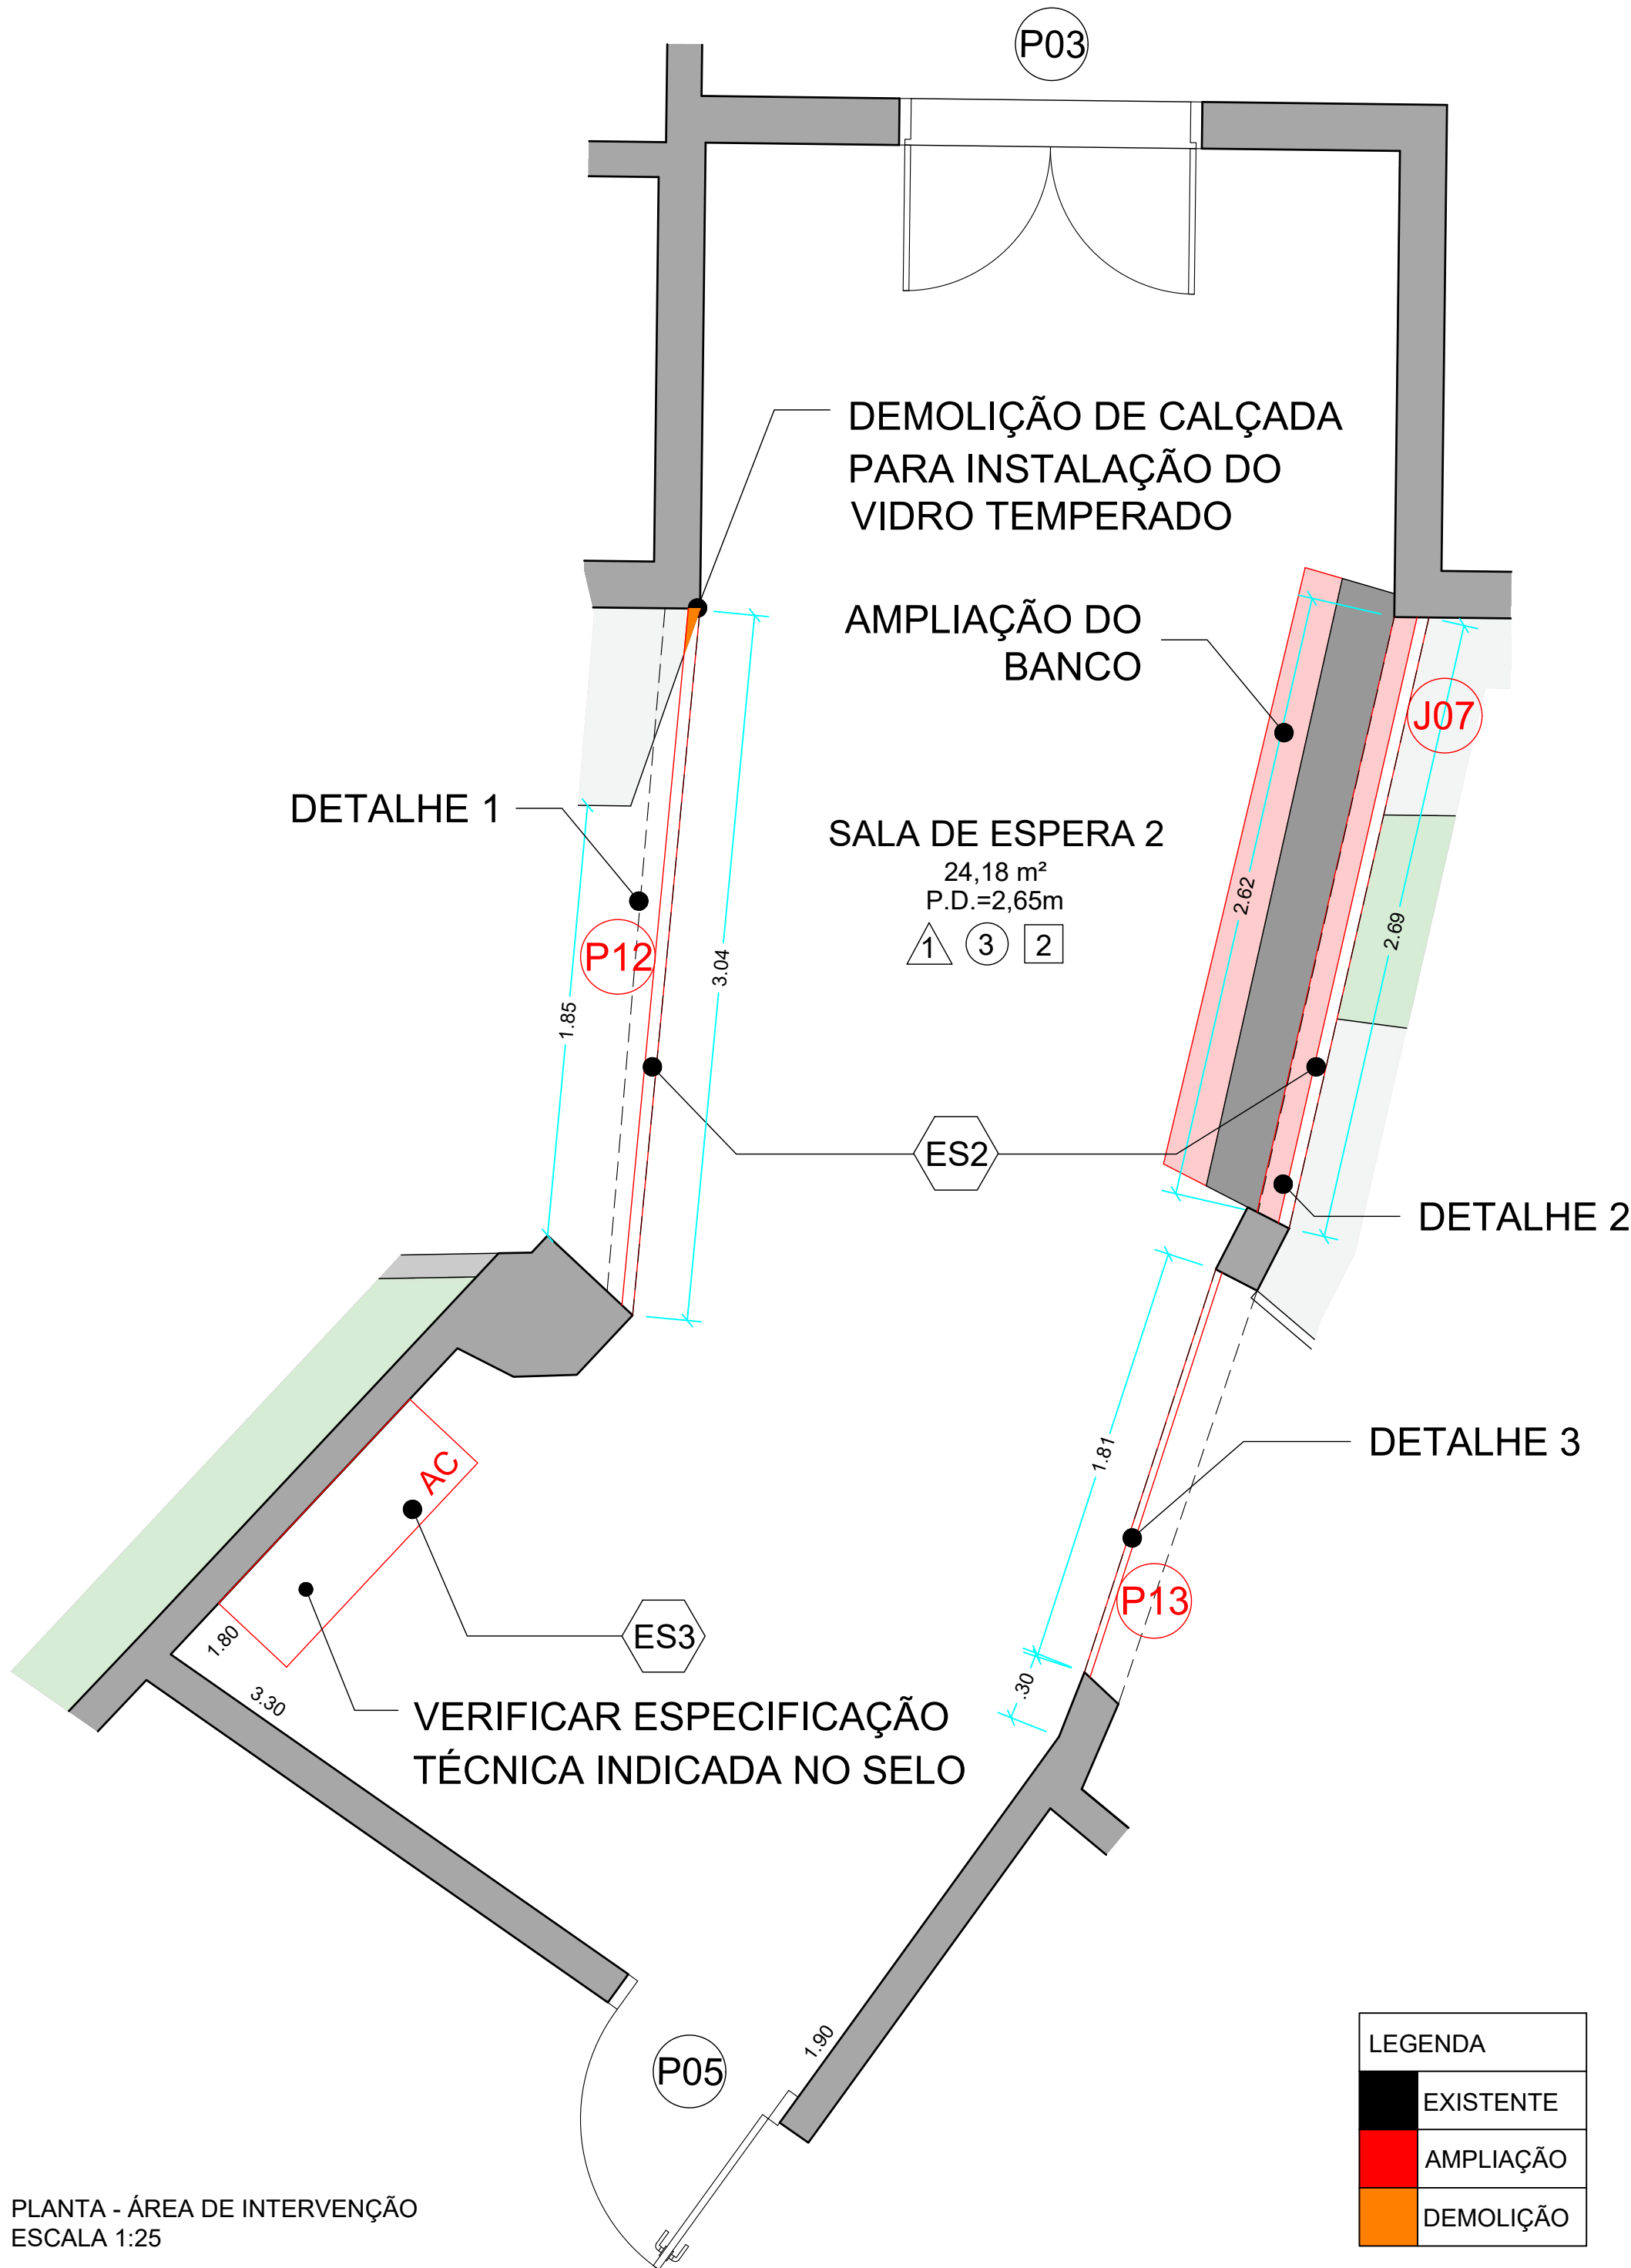 P03
DEMOLIÇÃO DE CALÇADA
PARA INSTALAÇÃO DO
VIDRO TEMPERADO
AMPLIAÇÃO DO
BANCO
J07
DETALHE 1
SALA DE ESPERA 2
24,18 m²
P.D.=2,65m
1 3 2
2.62
2.69
P12
3.04
1.85
ES2
DETALHE 2
DETALHE 3
1.81
AC
P13
ES3
1.80
.30
3.30
VERIFICAR ESPECIFICAÇÃO
TÉCNICA INDICADA NO SELO
1.90
P05
LEGENDA
EXISTENTE
AMPLIAÇÃO
DEMOLIÇÃO
PLANTA - ÁREA DE INTERVENÇÃO
ESCALA 1:25